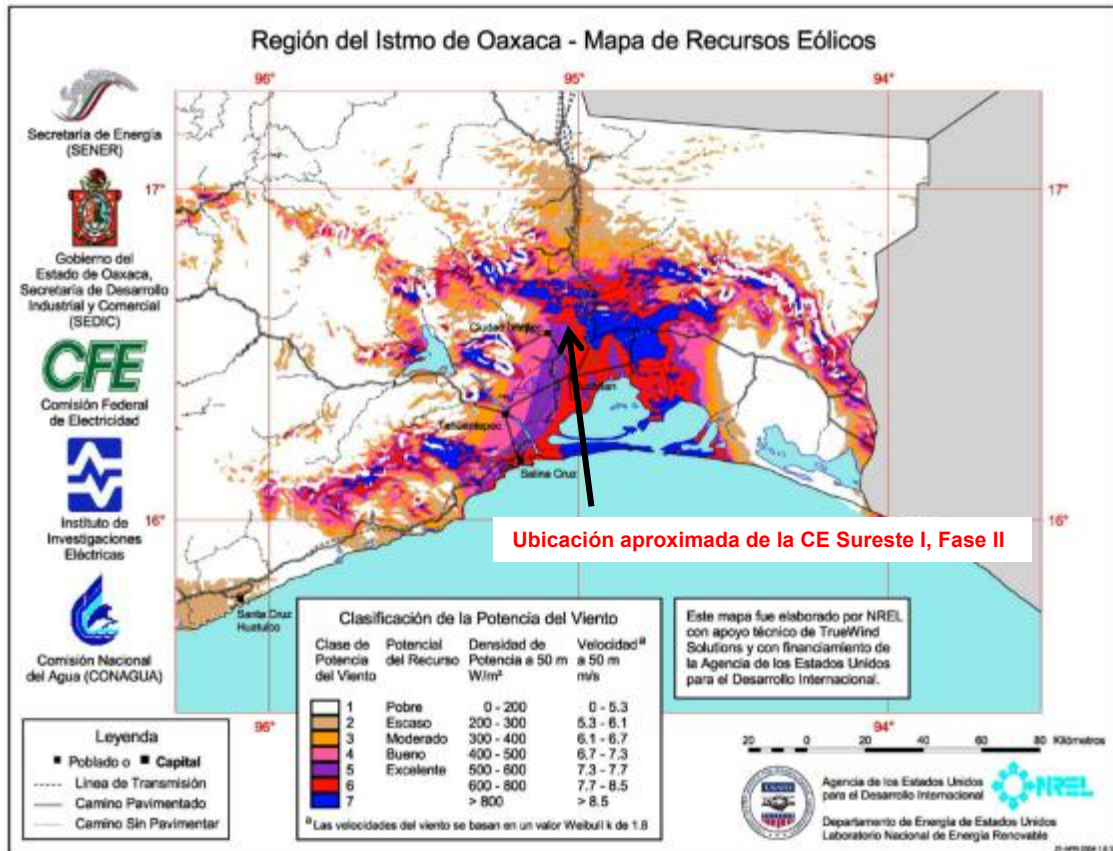 Región del Istmo de Oaxaca - Mapa de Recursos Eólicos
96°
95°
94°
Secretaría de Energía
(SENER)
Gobierno del
Estado de Oaxaca,
Secretaría de Desarrollo
Industrial y Comercial
(SEDIC)
CFE
Comisión Federal
de Electricidad
Instituto de
Investigaciones
Eléctricas
Comisión Nacional
del Agua (CONAGUA)
17°
17°
Ciudad
Tehuantepec
Salina Cruz
16°
16°
Ubicación aproximada de la CE Sureste I, Fase II
Santa Cruz
Huatulco
96°
94°
Clasificación de la Potencia del Viento
Clase de Potencia del Viento
Potencial del Recurso
Densidad de Potencia a 50 m W/m²
Velocidad a a 50 m m/s
1 Pobre 0 - 200 0 - 5.3
2 Escaso 200 - 300 5.3 - 6.1
3 Moderado 300 - 400 6.1 - 6.7
4 Bueno 400 - 500 6.7 - 7.3
5 Excelente 500 - 600 7.3 - 7.7
6 600 - 800 7.7 - 8.5
7 > 800 > 8.5
a Las velocidades del viento se basan en un valor Weibull k de 1.8
Este mapa fue elaborado por NREL
con apoyo técnico de TrueWind
Solutions y con financiamiento de
la Agencia de los Estados Unidos
para el Desarrollo Internacional.
Leyenda
Poblado o Capital
Línea de Transmisión
Camino Pavimentado
Camino Sin Pavimentar
20 0 20 40 60 80 Kilómetros
Agencia de los Estados Unidos
para el Desarrollo Internacional
NREL
Departamento de Energía de Estados Unidos
Laboratorio Nacional de Energía Renovable